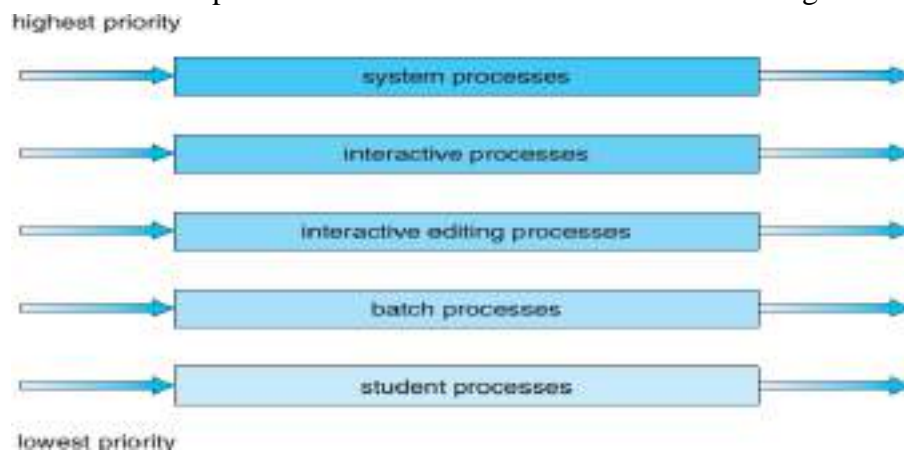 highest priority
system processes
interactive processes
interactive editing processes
batch processes
student processes
lowest priority